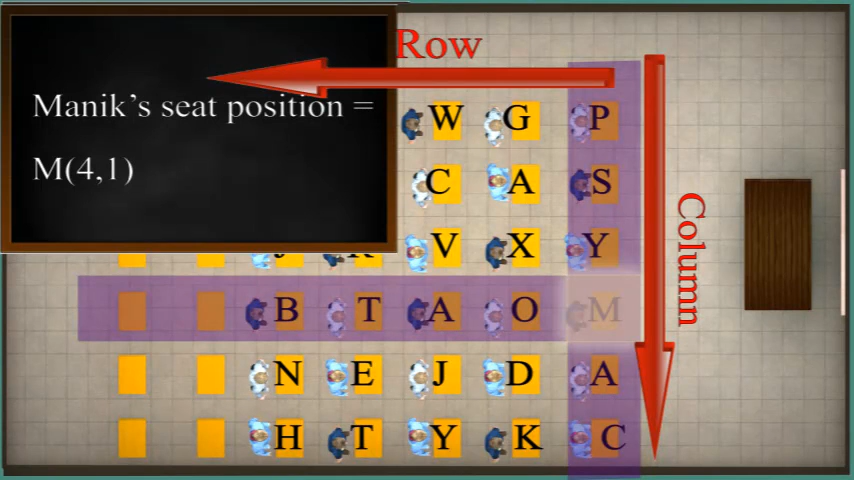 Row
Manik's seat position =
M(4,1)
W G P
C A S
V X Y
B T A O M
N E J D A
H T Y K C
Column